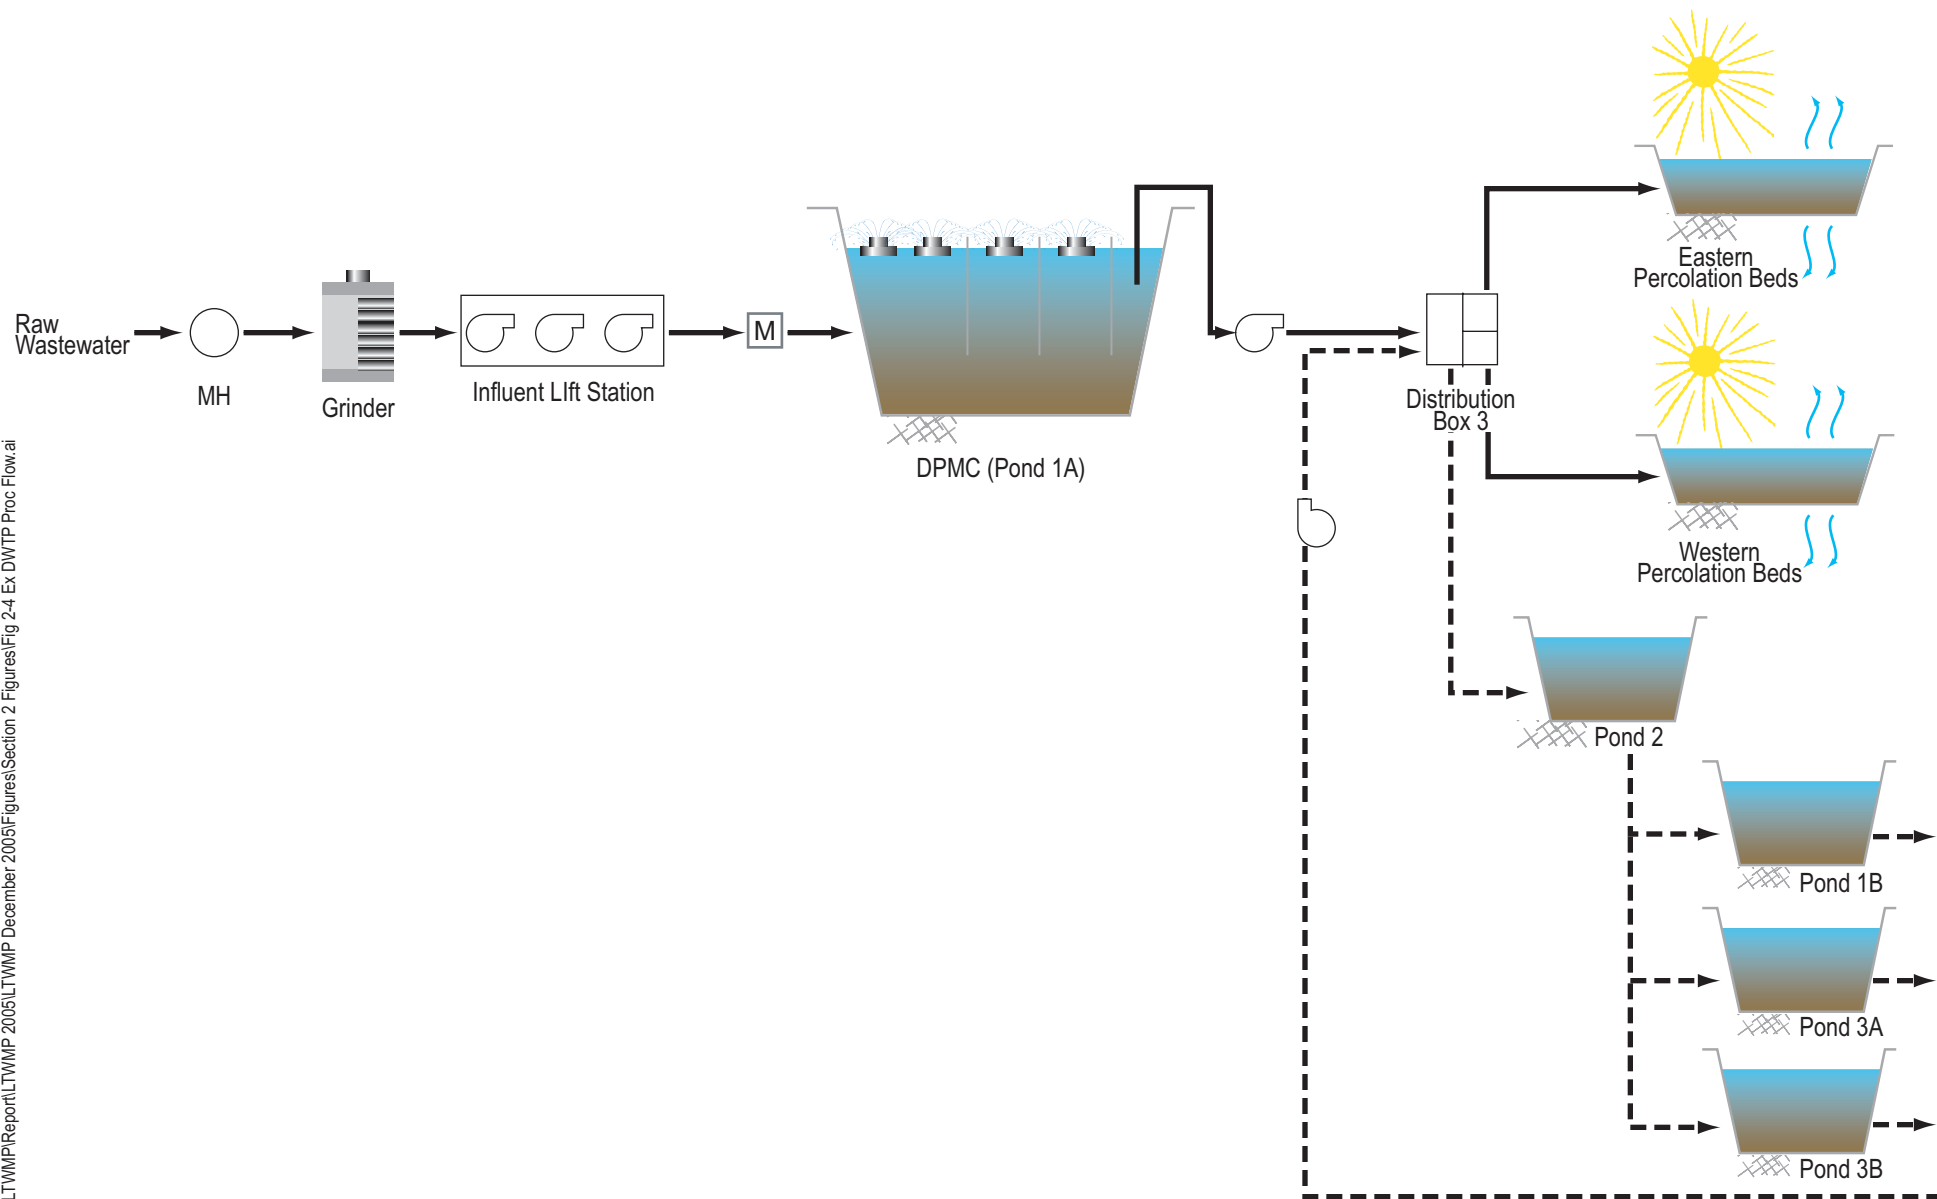 Raw
Wastewater
MH
Grinder
Influent LIft Station
M
DPMC (Pond 1A)
Distribution
Box 3
Eastern
Percolation Beds
Western
Percolation Beds
Pond 2
Pond 1B
Pond 3A
Pond 3B
LTWMP\Report\LTWMP 2005\LTWMP December 2005\Figures\Section 2 Figures\Fig 2-4 Ex DWTP Proc Flow.ai